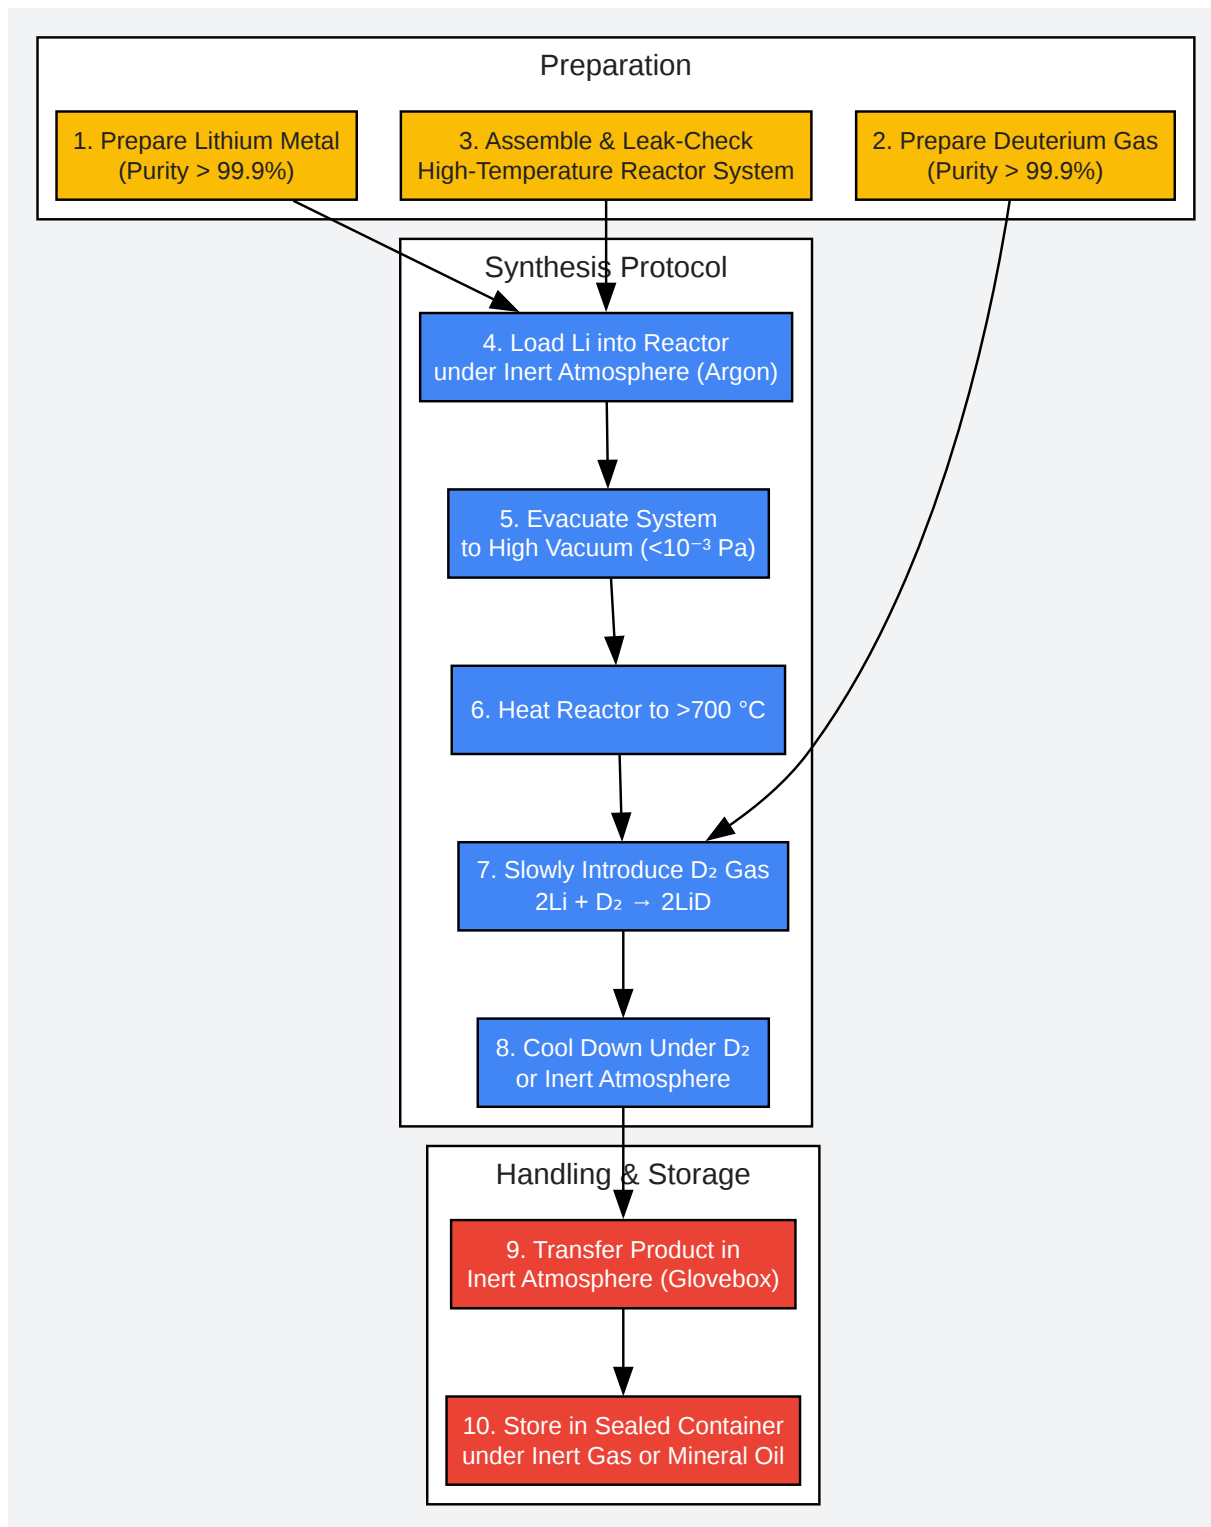 Preparation
1. Prepare Lithium Metal
(Purity > 99.9%)
3. Assemble & Leak-Check
High-Temperature Reactor System
2. Prepare Deuterium Gas
(Purity > 99.9%)
Synthesis Protocol
4. Load Li into Reactor
under Inert Atmosphere (Argon)
5. Evacuate System
to High Vacuum (<10⁻³ Pa)
6. Heat Reactor to >700 °C
7. Slowly Introduce D₂ Gas
2Li + D₂ → 2LiD
8. Cool Down Under D₂
or Inert Atmosphere
Handling & Storage
9. Transfer Product in
Inert Atmosphere (Glovebox)
10. Store in Sealed Container
under Inert Gas or Mineral Oil